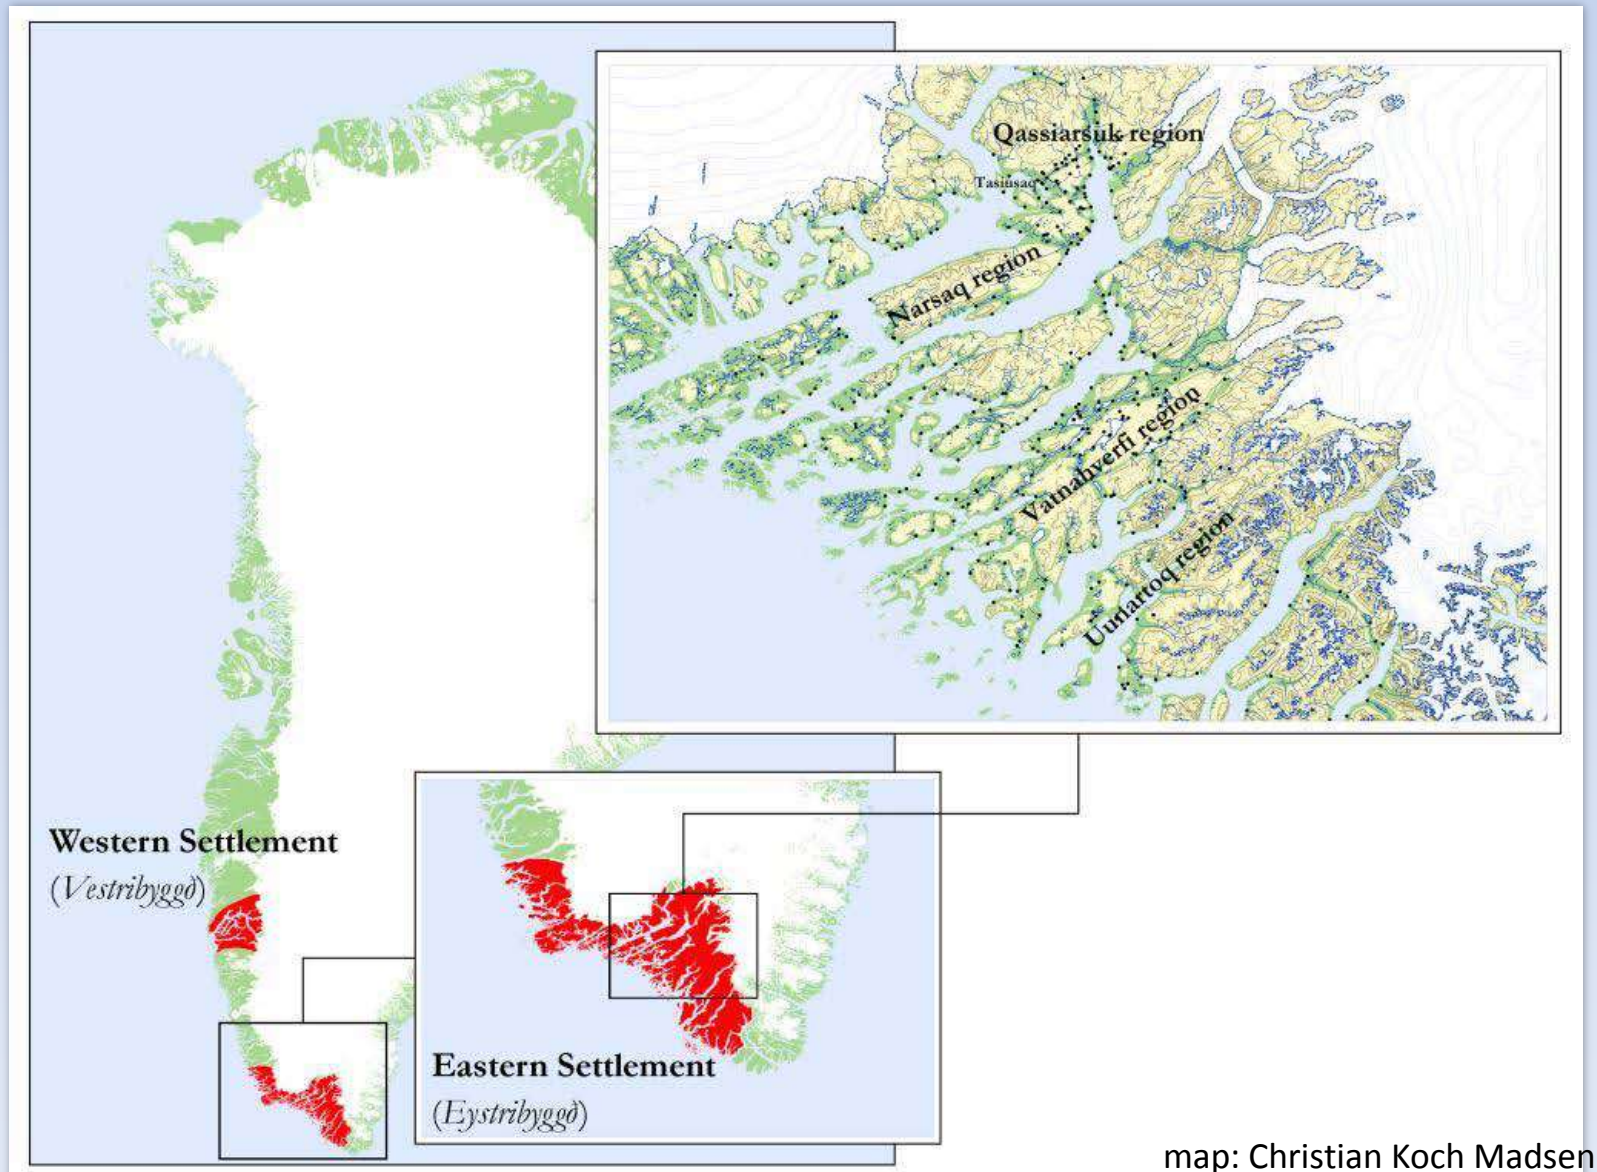 Qassiarsuk region
Tasiusaq
Narsaq region
Vatnahverfi region
Uunartoq region
Western Settlement
(Vestribyggð)
Eastern Settlement
(Eystribyggð)
map: Christian Koch Madsen